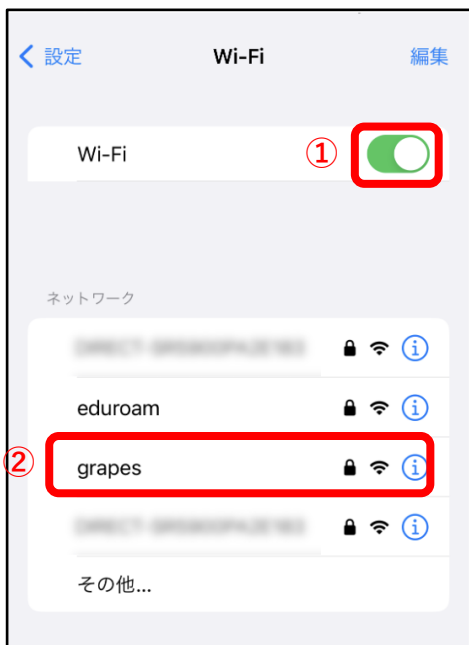 設定 Wi-Fi 編集
Wi-Fi ①
ネットワーク
eduroam
② grapes
その他...